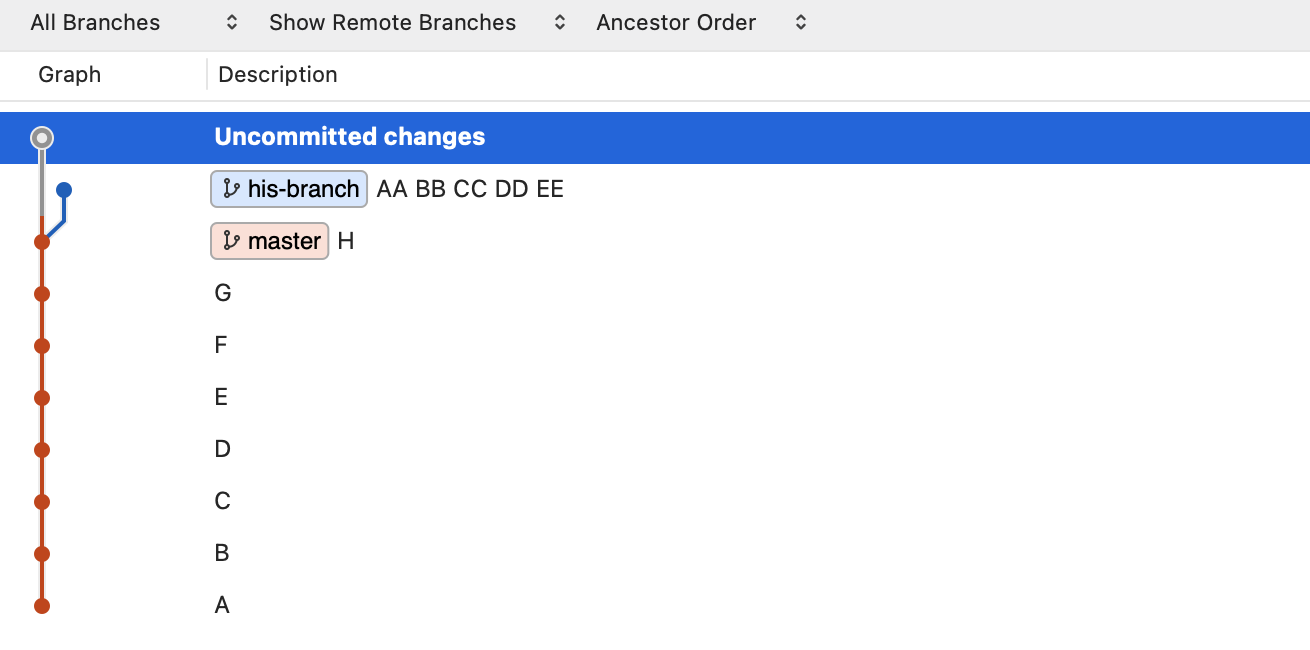 All Branches Show Remote Branches Ancestor Order
Graph Description
Uncommitted changes
his-branch AA BB CC DD EE
master H
G
F
E
D
C
B
A